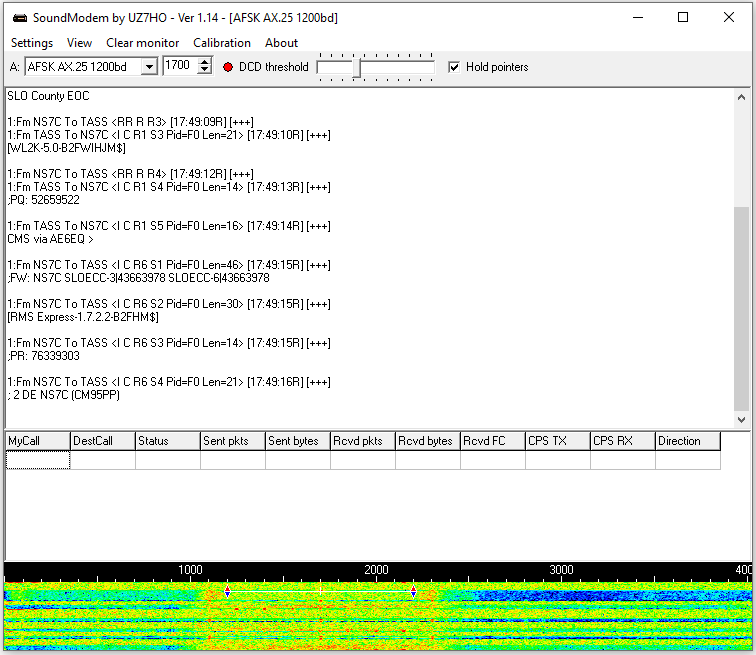 SoundModem by UZ7HO - Ver 1.14 - [AFSK AX.25 1200bd]
Settings View Clear monitor Calibration About
A: AFSK AX.25 1200bd 1700 DCD threshold Hold pointers
SLO County EOC
1:Fm NS7C To TASS <RR R R3> [17:49:09R] [+++]
1:Fm TASS To NS7C <I C R1 S3 Pid=F0 Len=21> [17:49:10R] [+++]
[WL2K-5.0-B2FWIHJM$]
1:Fm NS7C To TASS <RR R R4> [17:49:12R] [+++]
1:Fm TASS To NS7C <I C R1 S4 Pid=F0 Len=14> [17:49:13R] [+++]
;PQ: 52659522
1:Fm TASS To NS7C <I C R1 S5 Pid=F0 Len=16> [17:49:14R] [+++]
CMS via AE6EQ >
1:Fm NS7C To TASS <I C R6 S1 Pid=F0 Len=46> [17:49:15R] [+++]
;FW: NS7C SLOECC-3|43663978 SLOECC-6|43663978
1:Fm NS7C To TASS <I C R6 S2 Pid=F0 Len=30> [17:49:15R] [+++]
[RMS Express-1.7.2.2-B2FHM$]
1:Fm NS7C To TASS <I C R6 S3 Pid=F0 Len=14> [17:49:15R] [+++]
;PR: 76339303
1:Fm NS7C To TASS <I C R6 S4 Pid=F0 Len=21> [17:49:16R] [+++]
; 2 DE NS7C (CM95PP)
MyCall DestCall Status Sent pkts Sent bytes Rcvd pkts Rcvd bytes Rcvd FC CPS TX CPS RX Direction
1000 2000 3000 400